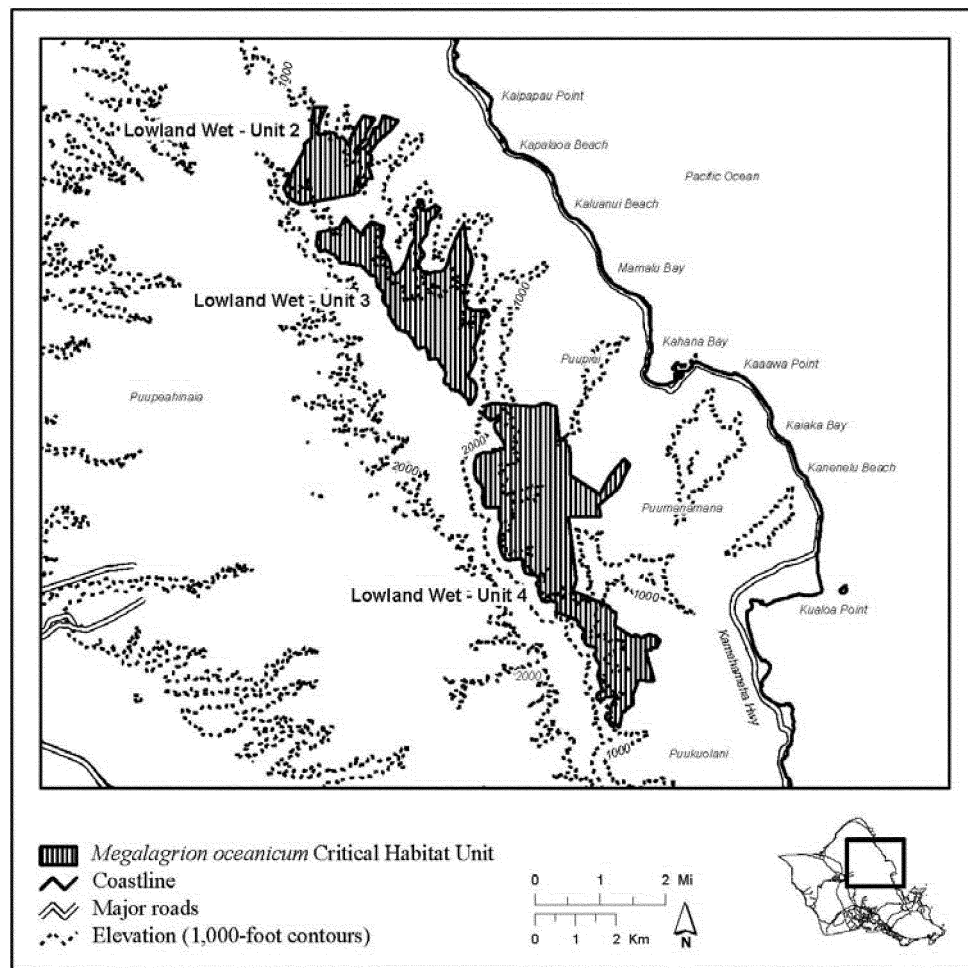 1000
Kaipapau Point
Lowland Wet - Unit 2
Kapalaoa Beach
Pacific Ocean
Kaluanui Beach
Mamalu Bay
Lowland Wet - Unit 3
1000
Kahana Bay
Puupiei
Kaaawa Point
Puupeahinaia
Kaiaka Bay
2000
2000
Kanenelu Beach
Puumanamana
Lowland Wet - Unit 4
1000
Kualoa Point
Kamehameha Hwy
2000
1000
Puukuolani
Megalagrion oceanicum Critical Habitat Unit
Coastline
Major roads
Elevation (1,000-foot contours)
0 1 2 Mi
0 1 2 Km
N